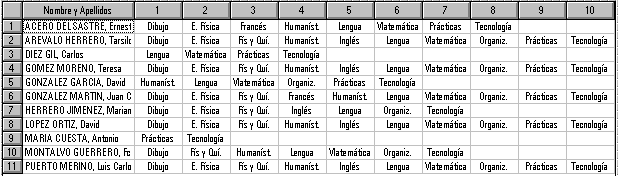 Nombre y Apellidos 1 2 3 4 5 6 7 8 9 10
1 ACERO DELSASTRE, Ernest Dibujo E. Física Francés Humaníst. Lengua Matemática Prácticas Tecnología
2 AREVALO HERRERO, Tarsilo Dibujo E. Física Fís y Quí. Humaníst. Inglés Lengua Matemática Organiz. Prácticas Tecnología
3 DIEZ GIL, Carlos Lengua Matemática Prácticas Tecnología
4 GOMEZ MORENO, Teresa Dibujo E. Física Fís y Quí. Humaníst. Inglés Lengua Matemática Organiz. Prácticas Tecnología
5 GONZALEZ GARCIA, David Humaníst. Lengua Matemática Organiz. Prácticas Tecnología
6 GONZALEZ MARTIN, Juan C Dibujo E. Física Fís y Quí. Francés Humaníst. Lengua Matemática Organiz. Prácticas Tecnología
7 HERRERO JIMENEZ, Marian Dibujo E. Física Fís y Quí. Inglés Lengua Organiz. Tecnología
8 LOPEZ ORTIZ, David Dibujo E. Física Fís y Quí. Humaníst. Inglés Lengua Matemática Organiz. Prácticas Tecnología
9 MARIA CUESTA, Antonio Prácticas Tecnología
10 MONTALVO GUERRERO, Fc Dibujo Fís y Quí. Humaníst. Lengua Matemática Organiz. Tecnología
11 PUERTO MERINO, Luis Carlo Dibujo E. Física Fís y Quí. Humaníst. Inglés Lengua Matemática Organiz. Prácticas Tecnología